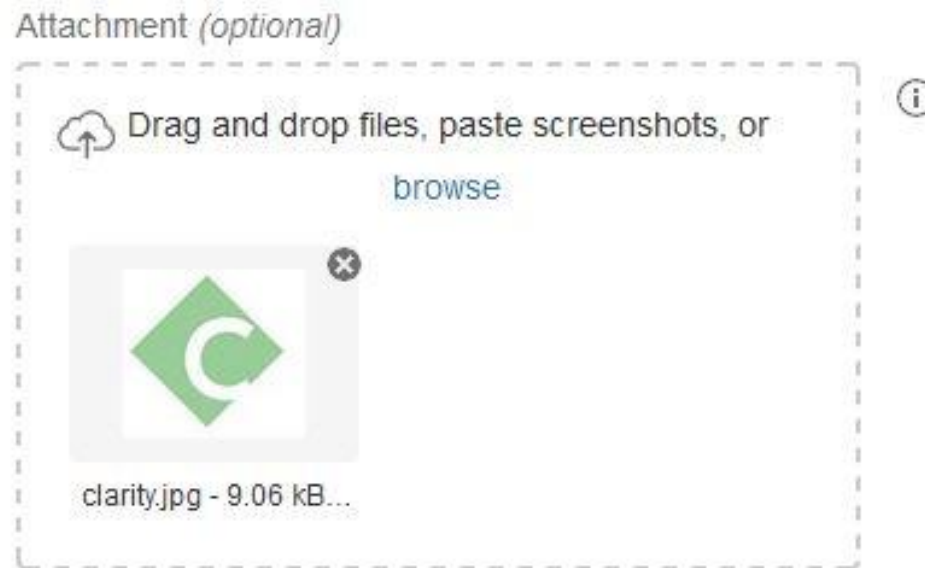 Attachment (optional)
Drag and drop files, paste screenshots, or
browse
C
clarity.jpg - 9.06 kB...